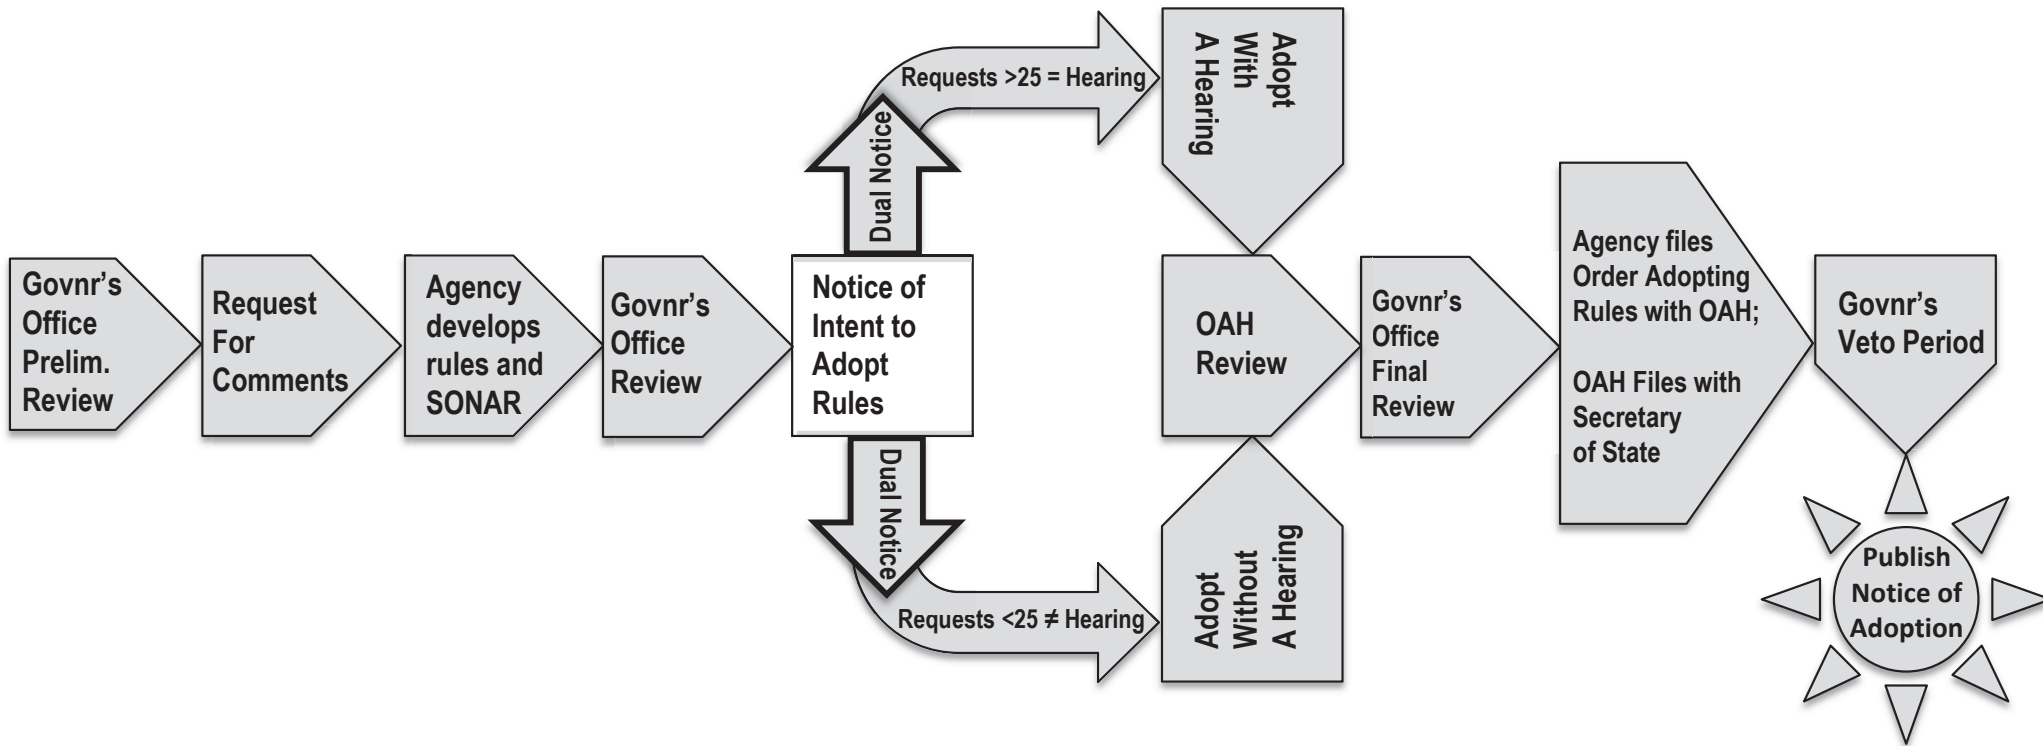 Govnr's
Office
Prelim.
Review
Request
For
Comments
Agency
develops
rules and
SONAR
Govnr's
Office
Review
Notice of
Intent to
Adopt
Rules
Dual Notice
Requests >25 = Hearing
Adopt
With
A Hearing
Dual Notice
Requests <25 ≠ Hearing
Adopt
Without
A Hearing
OAH
Review
Govnr's
Office
Final
Review
Agency files
Order Adopting
Rules with OAH;
OAH Files with
Secretary
of State
Govnr's
Veto Period
Publish
Notice of
Adoption